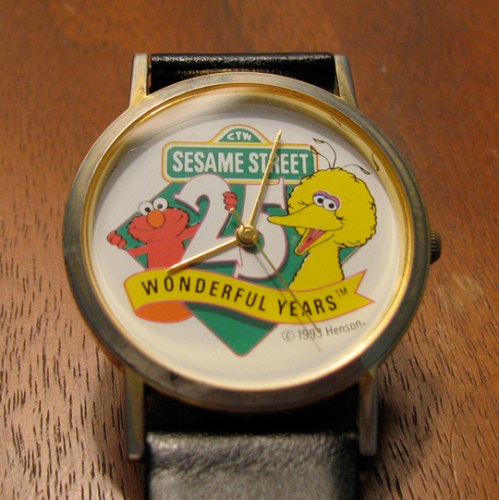 CTW
SESAME STREET
25
WONDERFUL YEARS™
© 1993 Henson.